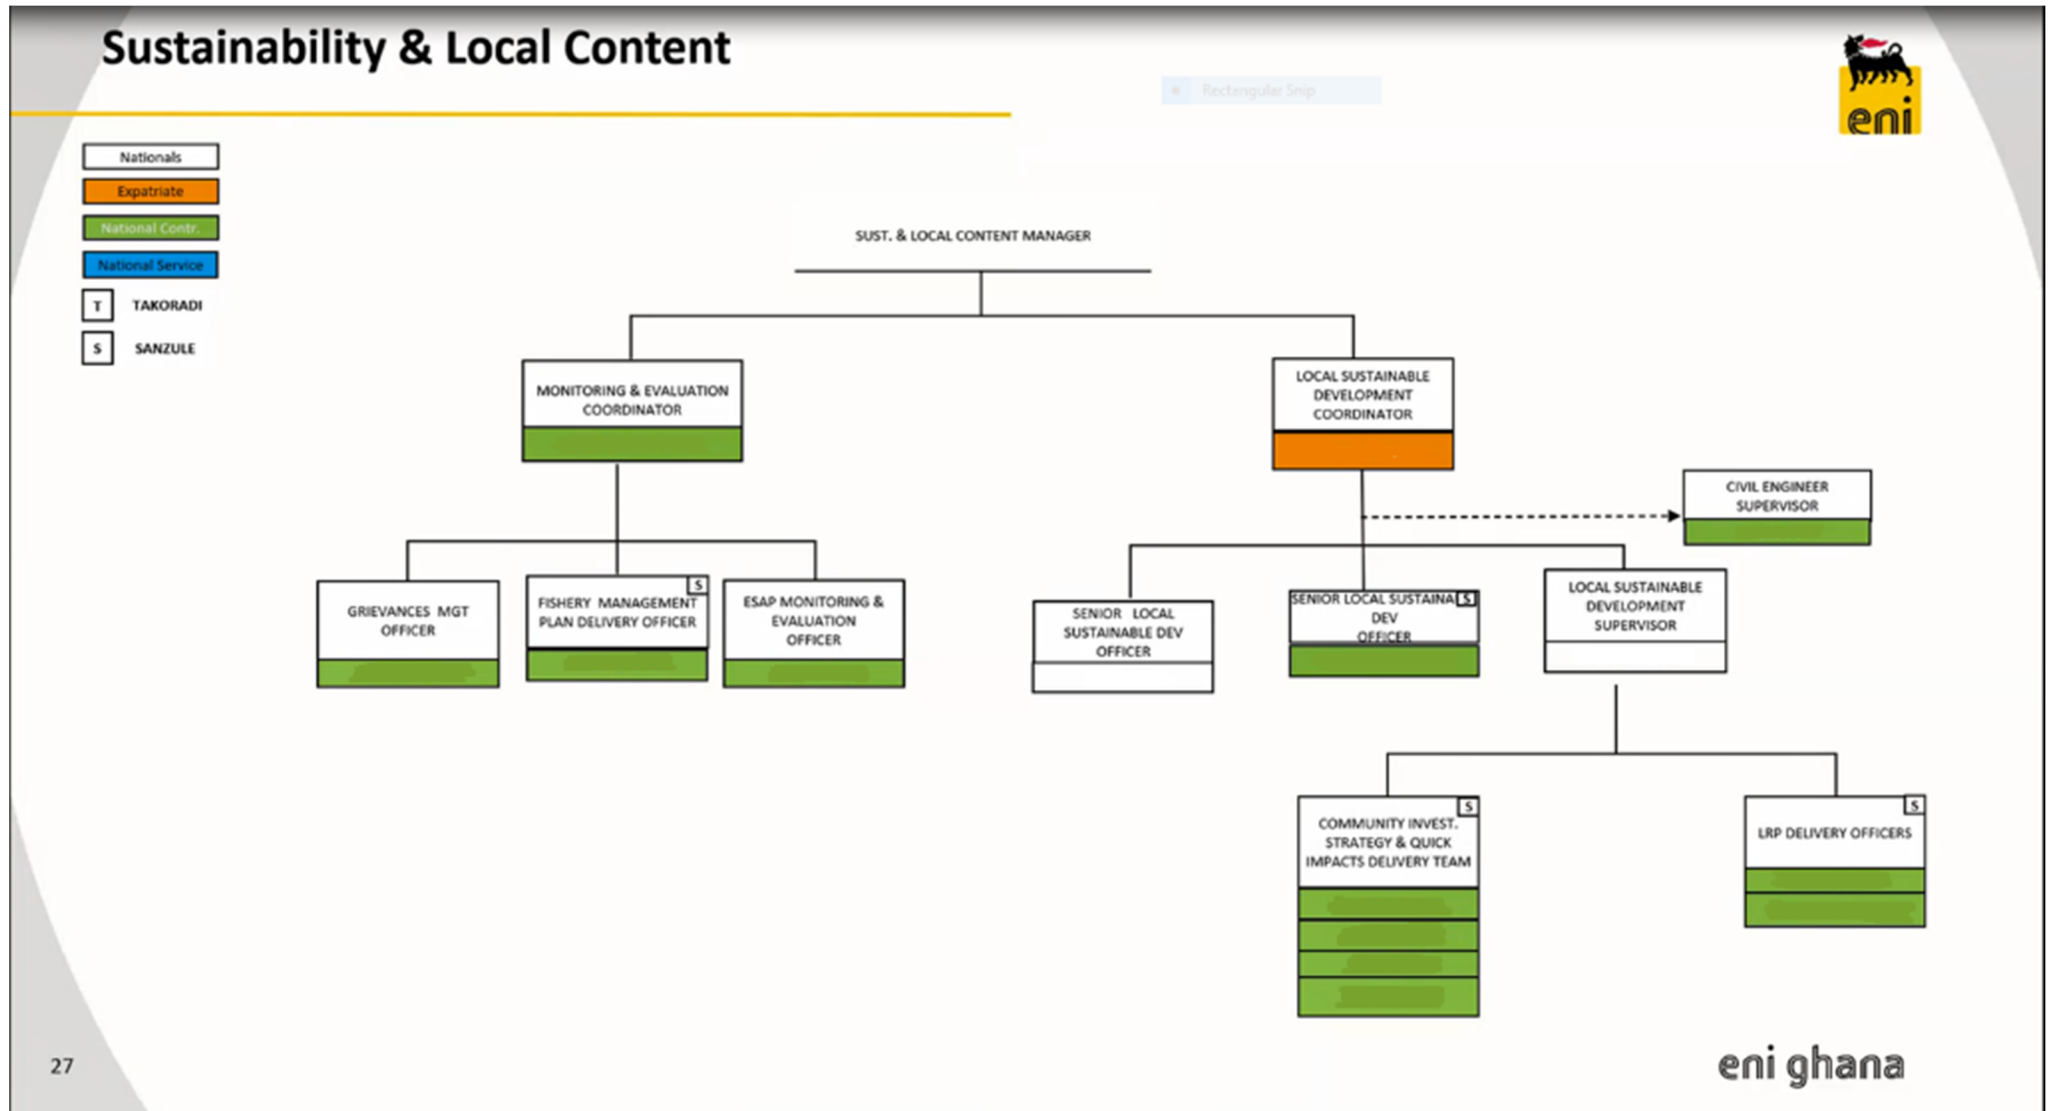 Sustainability & Local Content
Rectangular Snip
eni
Nationals
Expatriate
National Contr.
National Service
T TAKORADI
S SANZULE
SUST. & LOCAL CONTENT MANAGER
MONITORING & EVALUATION
COORDINATOR
LOCAL SUSTAINABLE
DEVELOPMENT
COORDINATOR
CIVIL ENGINEER
SUPERVISOR
GRIEVANCES MGT
OFFICER
S
FISHERY MANAGEMENT
PLAN DELIVERY OFFICER
ESAP MONITORING &
EVALUATION
OFFICER
SENIOR LOCAL
SUSTAINABLE DEV
OFFICER
SENIOR LOCAL SUSTAINA S
DEV
OFFICER
LOCAL SUSTAINABLE
DEVELOPMENT
SUPERVISOR
S
COMMUNITY INVEST.
STRATEGY & QUICK
IMPACTS DELIVERY TEAM
S
LRP DELIVERY OFFICERS
27
eni ghana